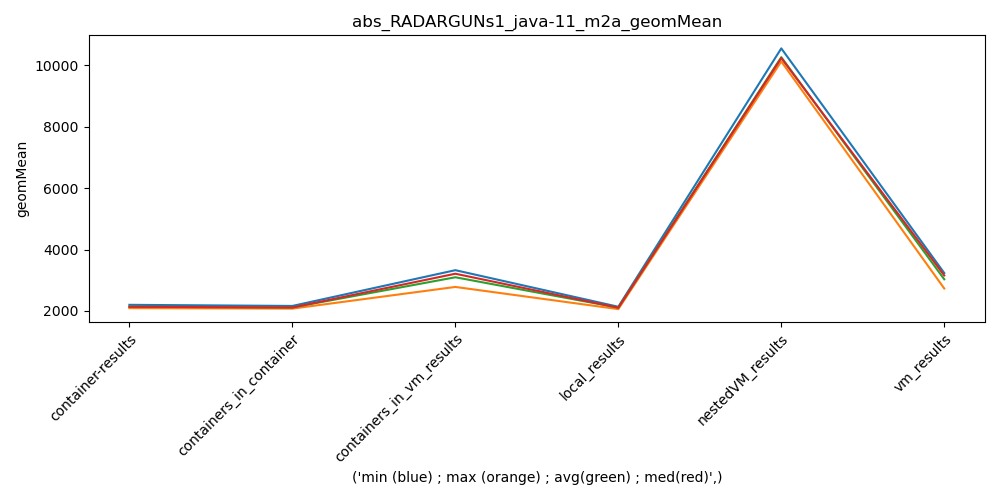 abs_RADARGUNs1_java-11_m2a_geomMean
geomMean
10000
8000
6000
4000
2000
container-results
containers_in_container
containers_in_vm_results
local_results
nestedVM_results
vm_results
('min (blue) ; max (orange) ; avg(green) ; med(red)',)